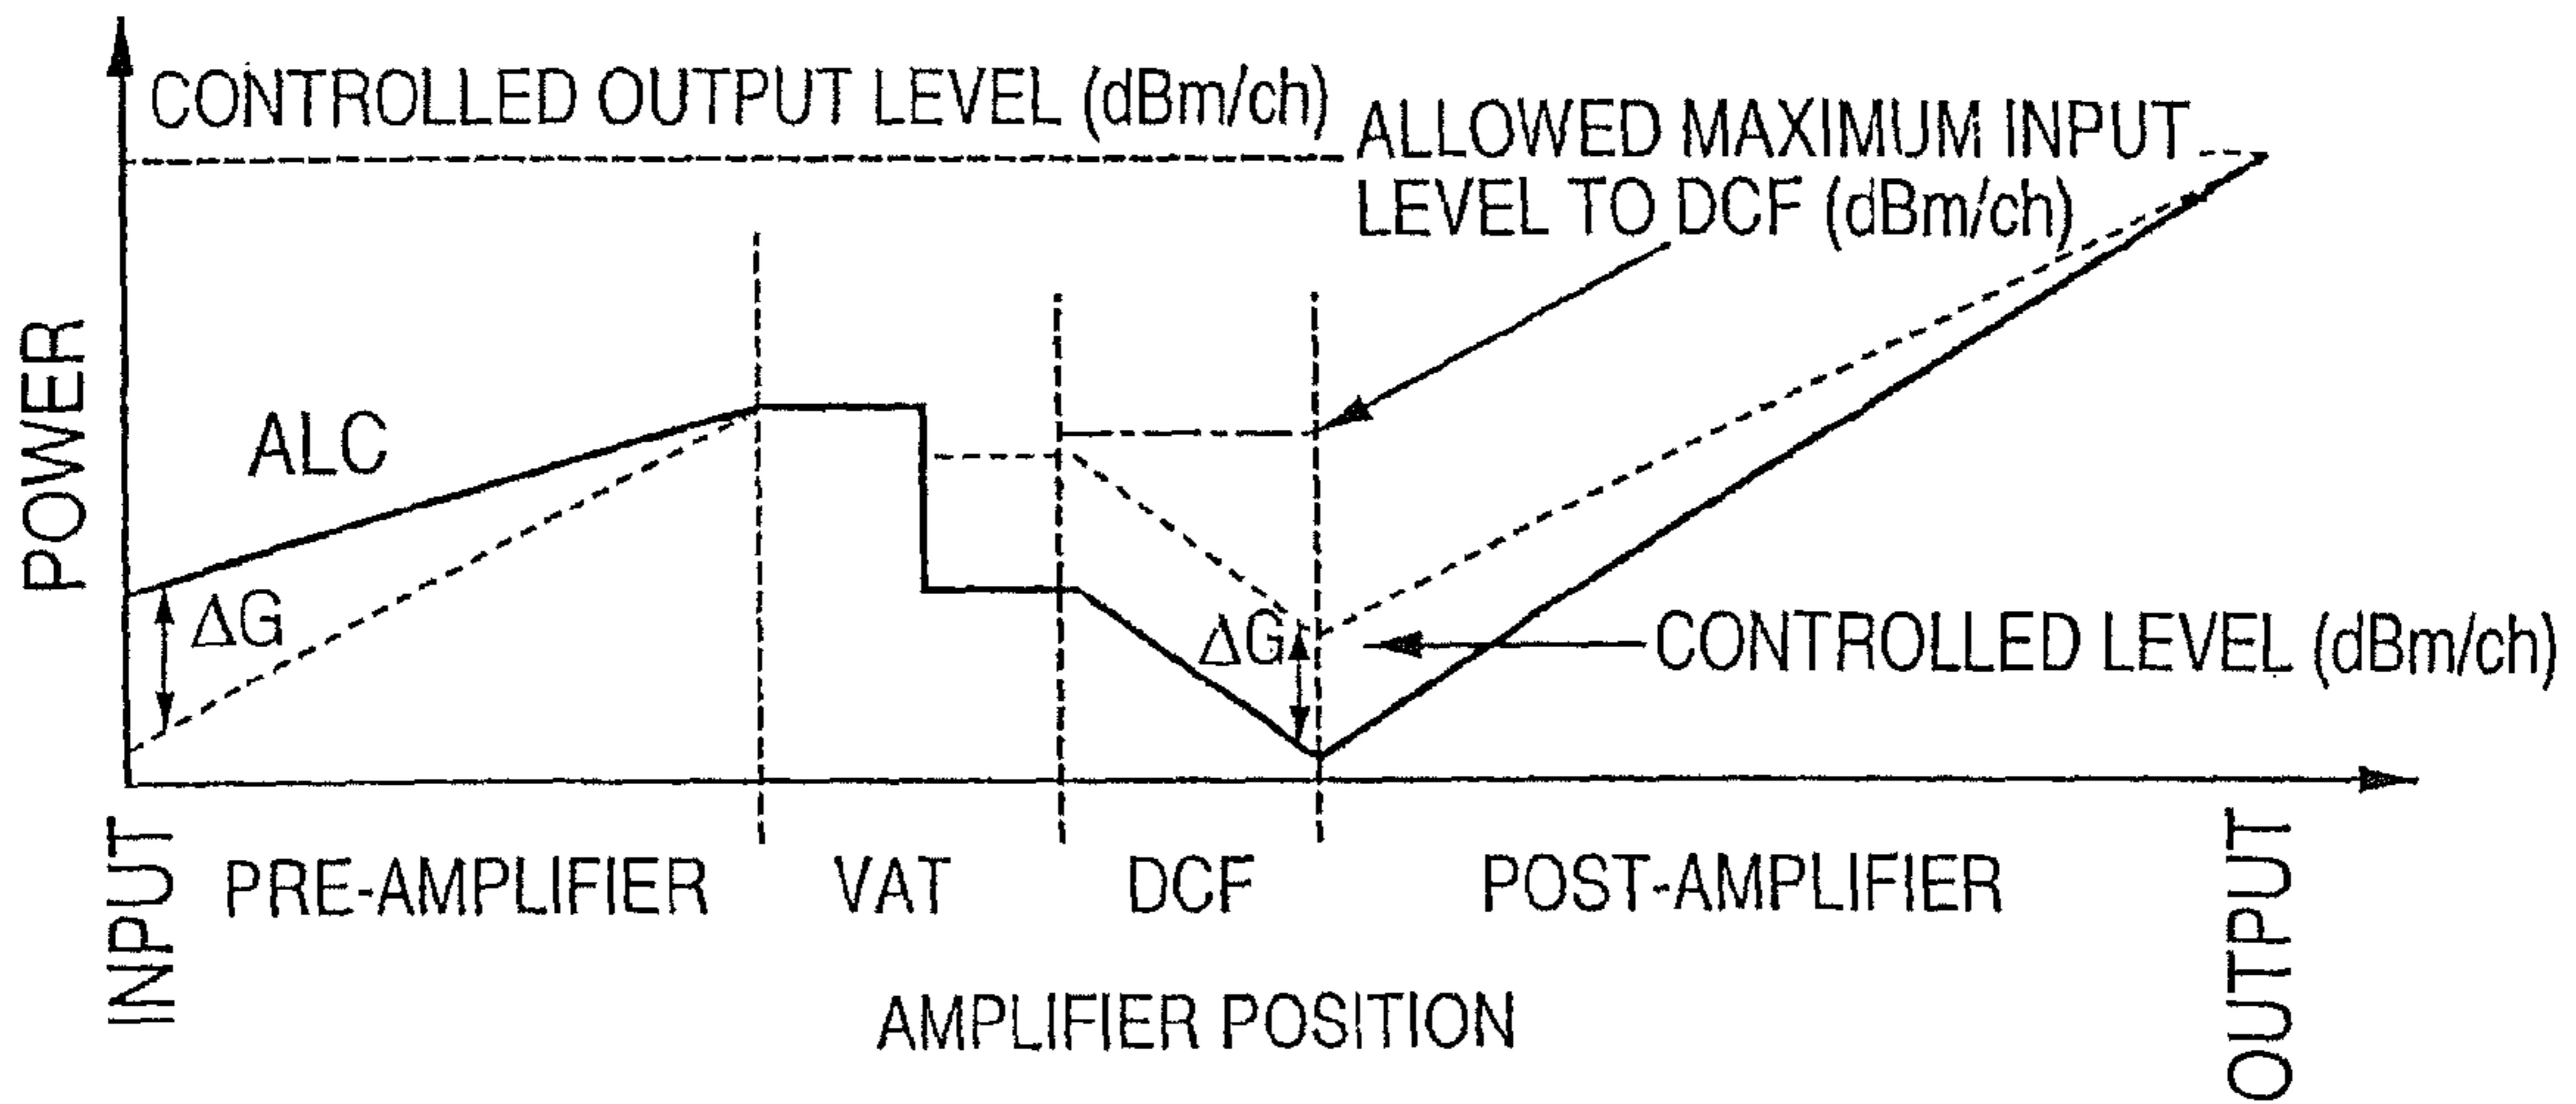 CONTROLLED OUTPUT LEVEL (dBm/ch)
ALLOWED MAXIMUM INPUT
LEVEL TO DCF (dBm/ch)
POWER
ALC
ΔG
ΔG
CONTROLLED LEVEL (dBm/ch)
INPUT
PRE-AMPLIFIER
VAT
DCF
POST-AMPLIFIER
OUTPUT
AMPLIFIER POSITION